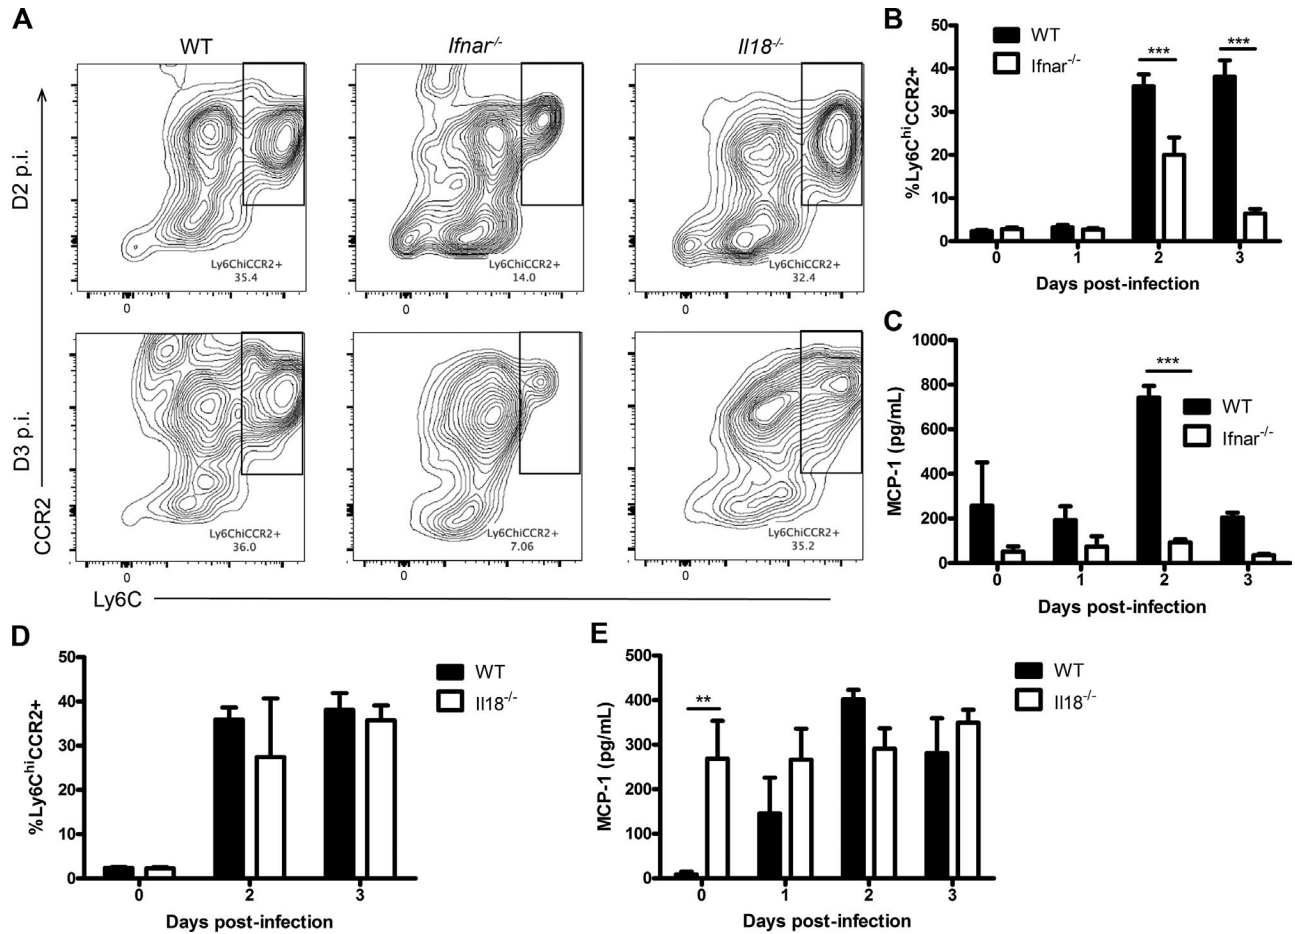 A
WT
Ifnar-/-
Il18-/-
D2 p.i.
Ly6ChiCCR2+
35.4
0
Ly6ChiCCR2+
14.0
0
Ly6ChiCCR2+
32.4
0
D3 p.i.
Ly6ChiCCR2+
36.0
0
Ly6ChiCCR2+
7.06
0
Ly6ChiCCR2+
35.2
0
CCR2
Ly6C
B
WT
Ifnar-/-
%Ly6ChiCCR2+
50
40
30
20
10
0
***
***
0 1 2 3
Days post-infection
C
MCP-1 (pg/mL)
1000
800
600
400
200
0
***
WT
Ifnar-/-
0 1 2 3
Days post-infection
D
%Ly6ChiCCR2+
50
40
30
20
10
0
WT
Il18-/-
0 2 3
Days post-infection
E
MCP-1 (pg/mL)
500
400
300
200
100
0
**
WT
Il18-/-
0 1 2 3
Days post-infection